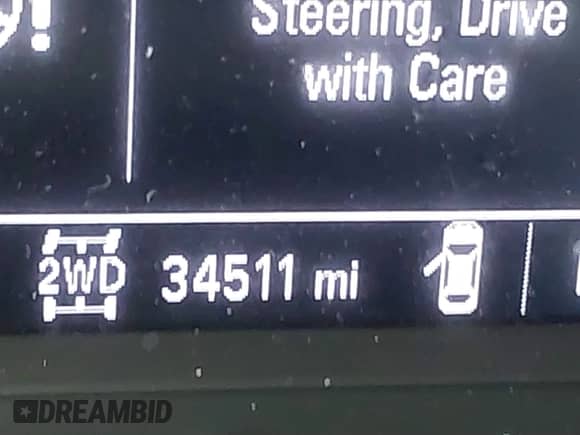 !
Steering, Drive
with Care
2WD 34511 mi
DREAMBID